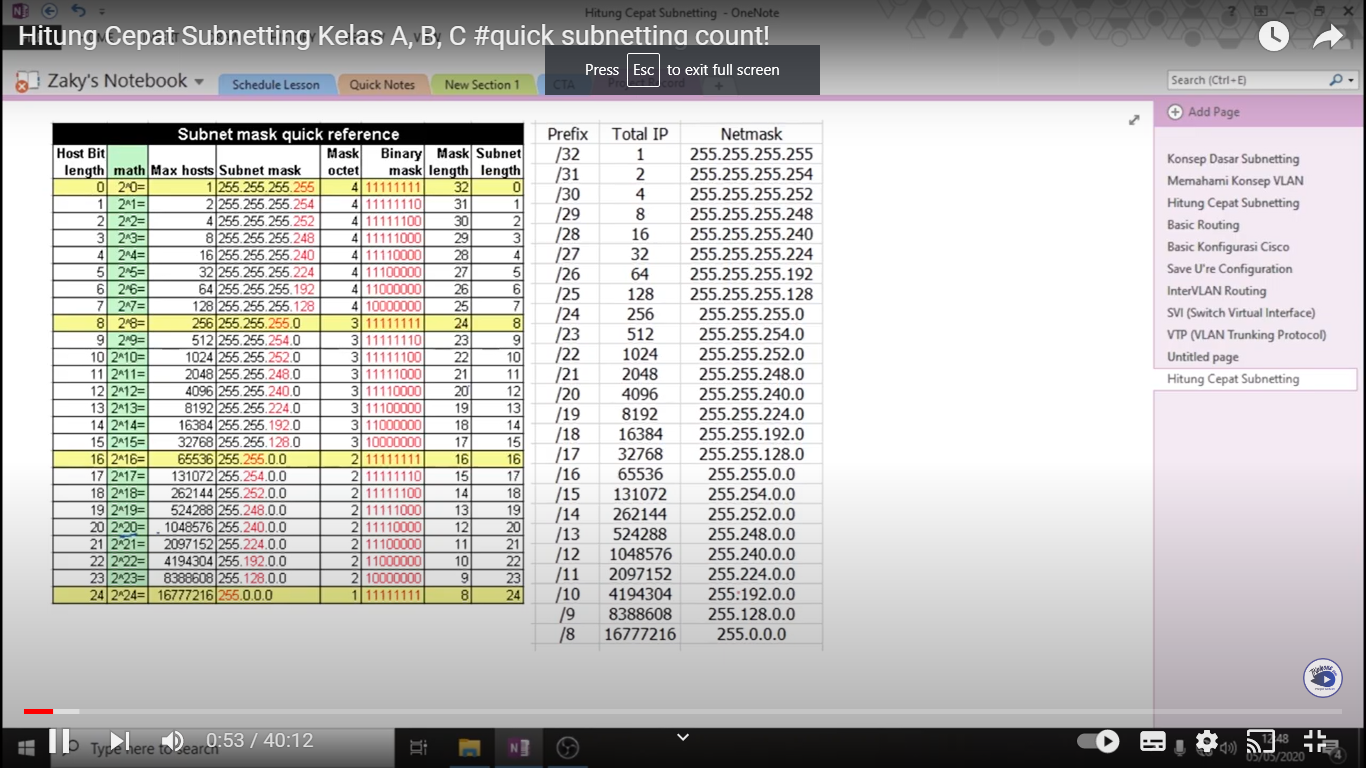 Hitung Cepat Subnetting - OneNote
Hitung Cepat Subnetting Kelas A, B, C #quick subnetting count!
Press Esc to exit full screen
Zaky's Notebook
Schedule Lesson
Quick Notes
New Section 1
CTA
Search (Ctrl+E)
Add Page
Konsep Dasar Subnetting
Memahami Konsep VLAN
Hitung Cepat Subnetting
Basic Routing
Basic Konfigurasi Cisco
Save U're Configuration
InterVLAN Routing
SVI (Switch Virtual Interface)
VTP (VLAN Trunking Protocol)
Untitled page
Hitung Cepat Subnetting
Subnet mask quick reference
Host Bit length math Max hosts Subnet mask Mask octet Binary mask Mask length Subnet length
0 2^0= 1 255.255.255.255 4 11111111 32 0
1 2^1= 2 255.255.255.254 4 11111110 31 1
2 2^2= 4 255.255.255.252 4 11111100 30 2
3 2^3= 8 255.255.255.248 4 11111000 29 3
4 2^4= 16 255.255.255.240 4 11110000 28 4
5 2^5= 32 255.255.255.224 4 11100000 27 5
6 2^6= 64 255.255.255.192 4 11000000 26 6
7 2^7= 128 255.255.255.128 4 10000000 25 7
8 2^8= 256 255.255.255.0 3 11111111 24 8
9 2^9= 512 255.255.254.0 3 11111110 23 9
10 2^10= 1024 255.255.252.0 3 11111100 22 10
11 2^11= 2048 255.255.248.0 3 11111000 21 11
12 2^12= 4096 255.255.240.0 3 11110000 20 12
13 2^13= 8192 255.255.224.0 3 11100000 19 13
14 2^14= 16384 255.255.192.0 3 11000000 18 14
15 2^15= 32768 255.255.128.0 3 10000000 17 15
16 2^16= 65536 255.255.0.0 2 11111111 16 16
17 2^17= 131072 255.254.0.0 2 11111110 15 17
18 2^18= 262144 255.252.0.0 2 11111100 14 18
19 2^19= 524288 255.248.0.0 2 11111000 13 19
20 2^20= 1048576 255.240.0.0 2 11110000 12 20
21 2^21= 2097152 255.224.0.0 2 11100000 11 21
22 2^22= 4194304 255.192.0.0 2 11000000 10 22
23 2^23= 8388608 255.128.0.0 2 10000000 9 23
24 2^24= 16777216 255.0.0.0 1 11111111 8 24
Prefix Total IP Netmask
/32 1 255.255.255.255
/31 2 255.255.255.254
/30 4 255.255.255.252
/29 8 255.255.255.248
/28 16 255.255.255.240
/27 32 255.255.255.224
/26 64 255.255.255.192
/25 128 255.255.255.128
/24 256 255.255.255.0
/23 512 255.255.254.0
/22 1024 255.255.252.0
/21 2048 255.255.248.0
/20 4096 255.255.240.0
/19 8192 255.255.224.0
/18 16384 255.255.192.0
/17 32768 255.255.128.0
/16 65536 255.255.0.0
/15 131072 255.254.0.0
/14 262144 255.252.0.0
/13 524288 255.248.0.0
/12 1048576 255.240.0.0
/11 2097152 255.224.0.0
/10 4194304 255.192.0.0
/9 8388608 255.128.0.0
/8 16777216 255.0.0.0
0:53 / 40:12
Type here to search
12:48
05/05/2020